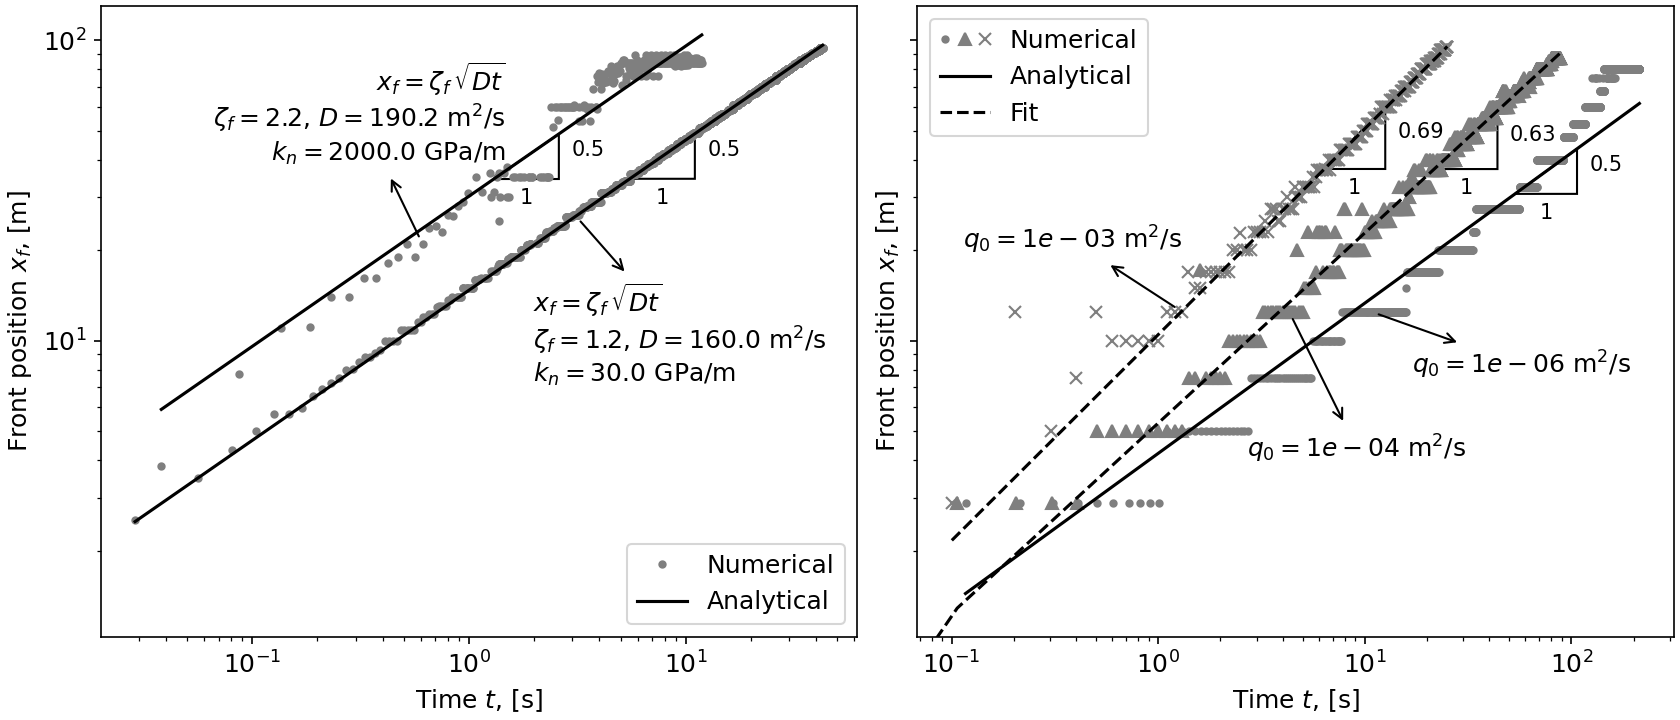 10²
10¹
Front position x_f, [m]
x_f = ζ_f √Dt
ζ_f = 2.2, D = 190.2 m²/s
k_n = 2000.0 GPa/m
0.5
1
0.5
1
x_f = ζ_f √Dt
ζ_f = 1.2, D = 160.0 m²/s
k_n = 30.0 GPa/m
Numerical
Analytical
10⁻¹ 10⁰ 10¹
Time t, [s]
Front position x_f, [m]
Numerical
Analytical
Fit
0.69
1
0.63
1
0.5
1
q₀ = 1e − 03 m²/s
q₀ = 1e − 06 m²/s
q₀ = 1e − 04 m²/s
10⁻¹ 10⁰ 10¹ 10²
Time t, [s]